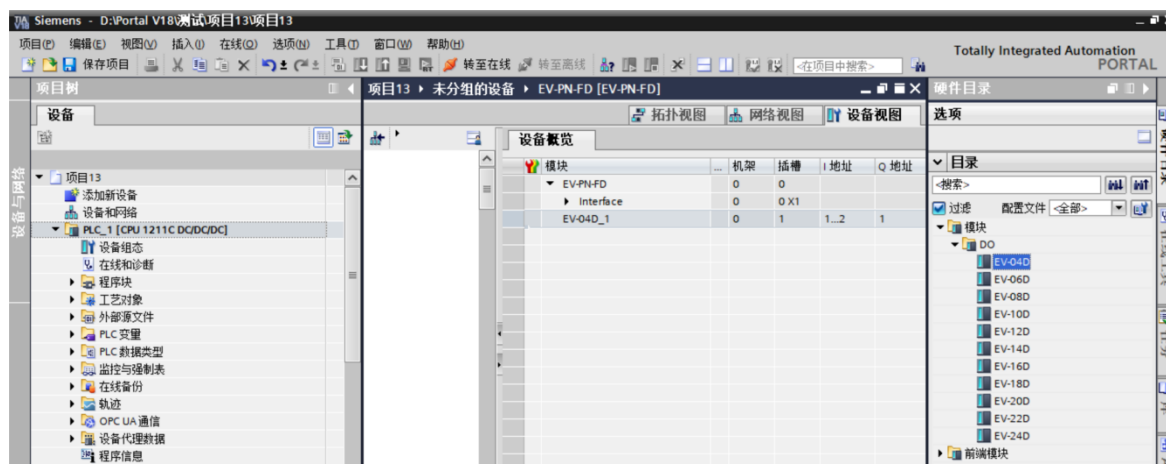 Siemens - D:\Portal V18\测试\项目13\项目13
项目(P) 编辑(E) 视图(V) 插入(I) 在线(O) 选项(N) 工具(T) 窗口(W) 帮助(H)
Totally Integrated Automation
PORTAL
保存项目 转至在线 转至离线 <在项目中搜索>
项目树
设备
项目13
添加新设备
设备和网络
PLC_1 [CPU 1211C DC/DC/DC]
设备组态
在线和诊断
程序块
工艺对象
外部源文件
PLC 变量
PLC 数据类型
监控与强制表
在线备份
轨迹
OPC UA 通信
设备代理数据
程序信息
设备与网络
项目13 ▸ 未分组的设备 ▸ EV-PN-FD [EV-PN-FD]
拓扑视图 网络视图 设备视图
设备概览
模块 ... 机架 插槽 I 地址 Q 地址
EV-PN-FD 0 0
Interface 0 0 X1
EV-04D_1 0 1 1...2 1
硬件目录
选项
目录
<搜索>
过滤 配置文件 <全部>
模块
DO
EV-04D
EV-06D
EV-08D
EV-10D
EV-12D
EV-14D
EV-16D
EV-18D
EV-20D
EV-22D
EV-24D
前端模块